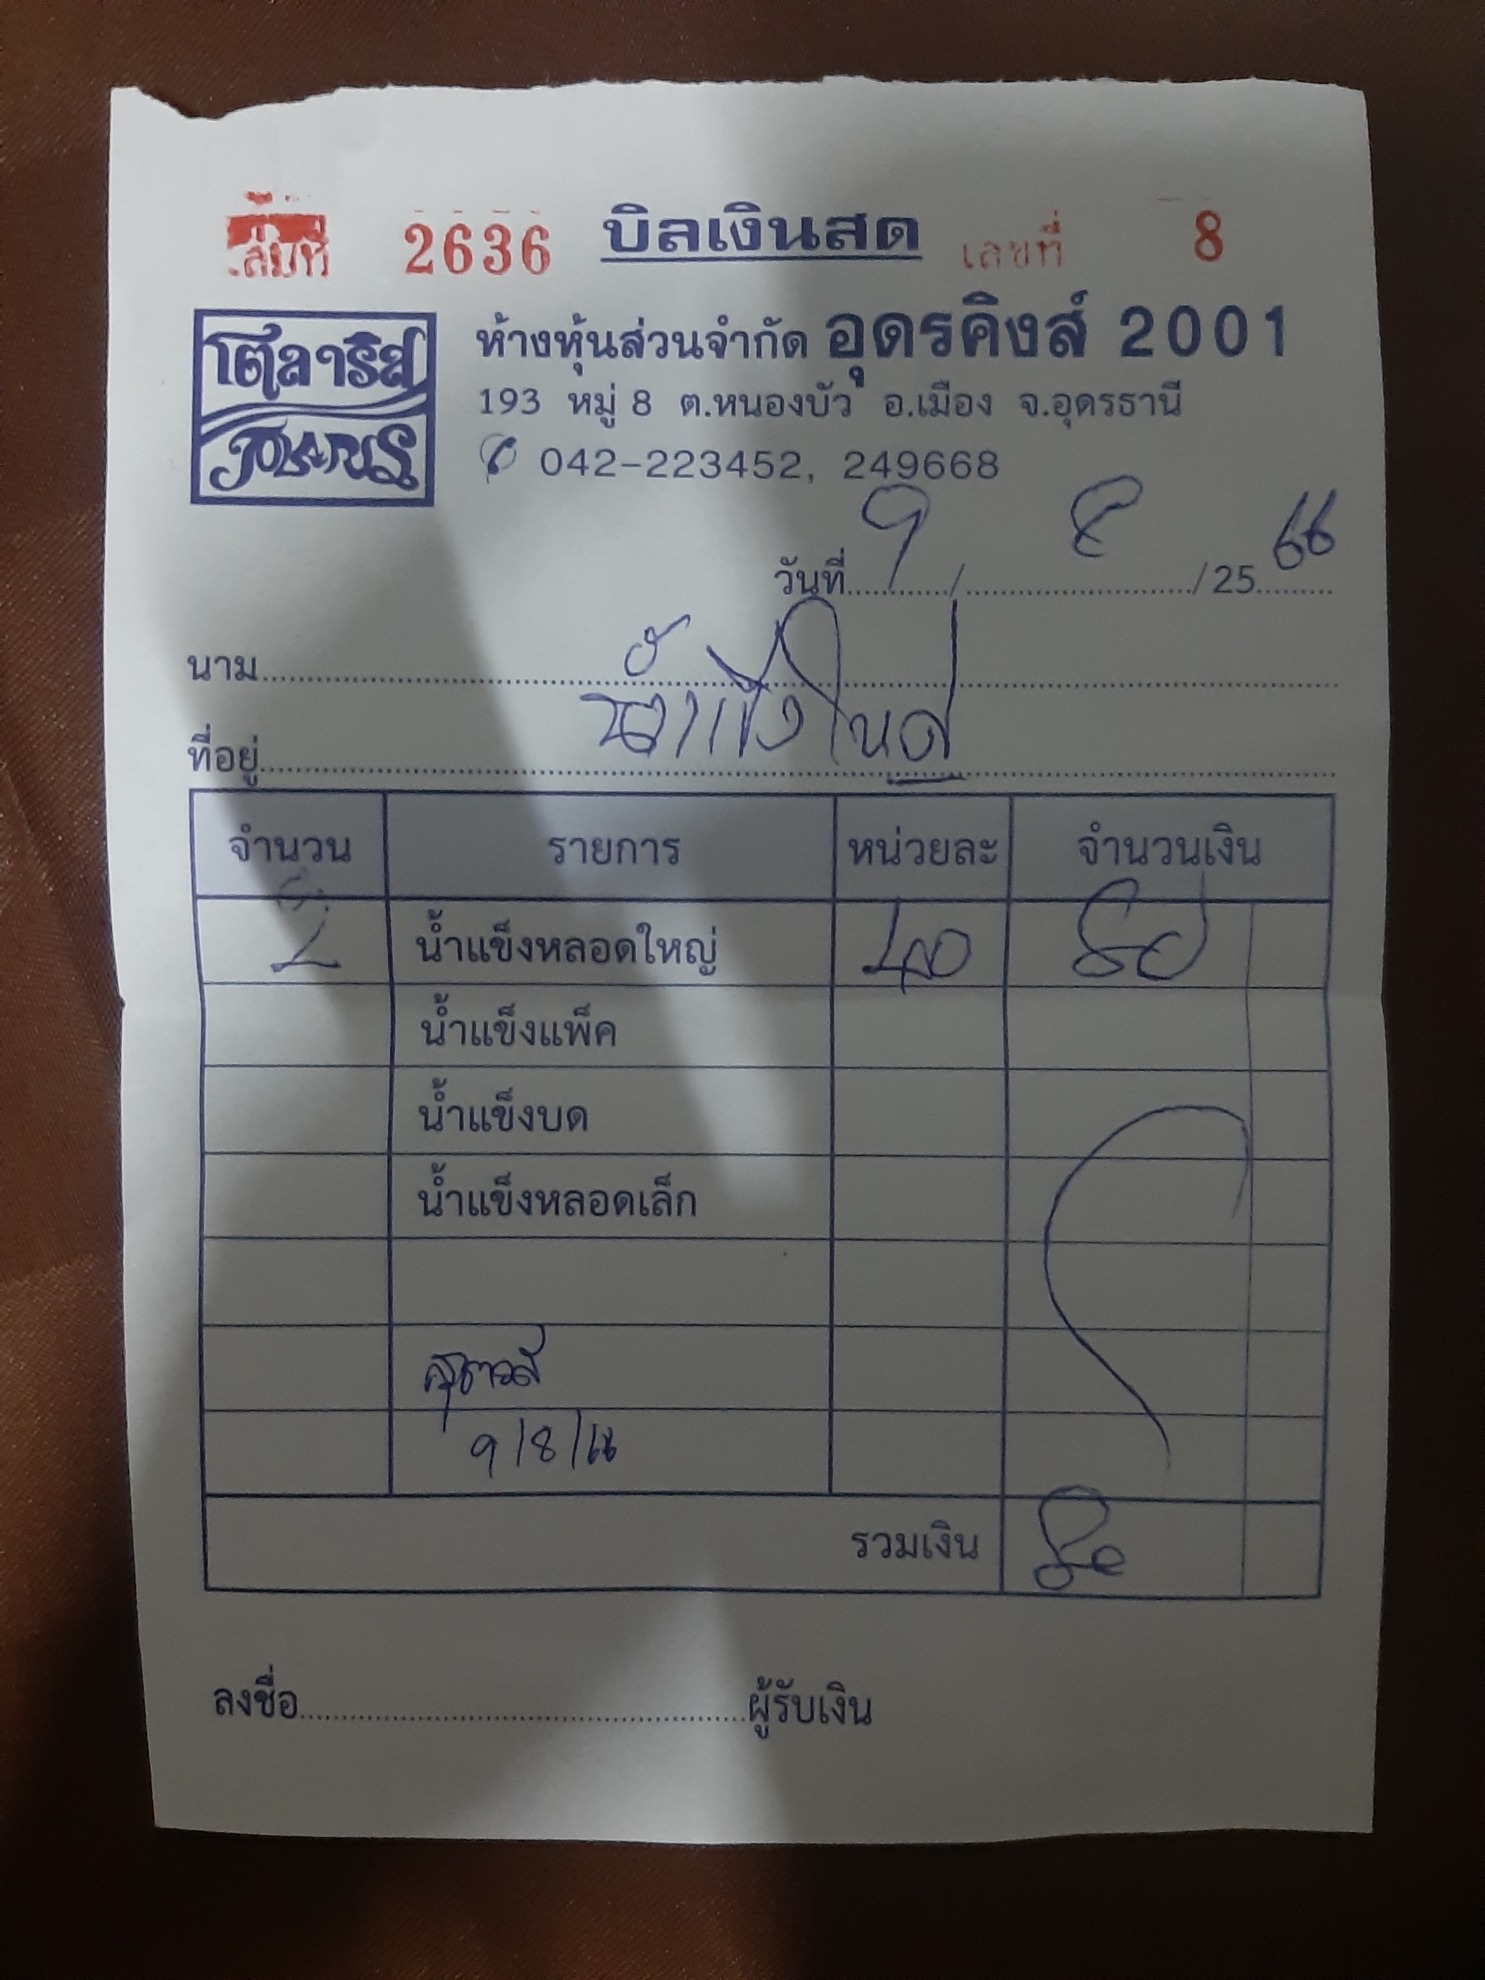 เล่มที่ 2636 บิลเงินสด เลขที่ 8
โตลาริส
ห้างหุ้นส่วนจำกัด อุดรคิงส์ 2001
193 หมู่ 8 ต.หนองบัว อ.เมือง จ.อุดรธานี
042-223452, 249668
วันที่ 9 / 8 / 25 66
นาม
น้ำแข็ง
ที่อยู่
จำนวน รายการ หน่วยละ จำนวนเงิน
2 น้ำแข็งหลอดใหญ่ 40 80
น้ำแข็งแพ็ค
น้ำแข็งบด
น้ำแข็งหลอดเล็ก
9/8/66
รวมเงิน 80
ลงชื่อ ผู้รับเงิน